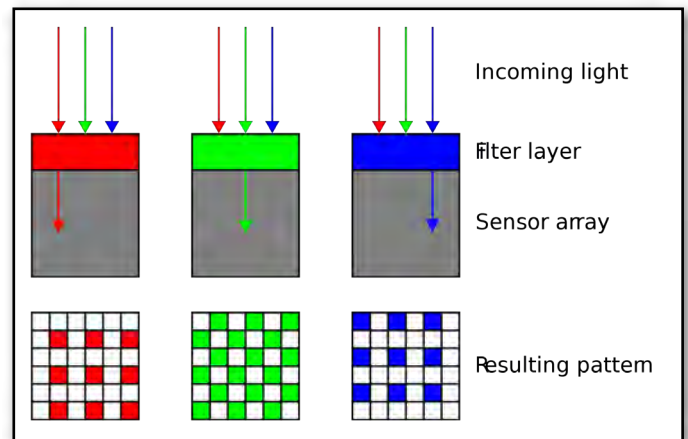 Incoming light
Filter layer
Sensor array
Resulting pattern